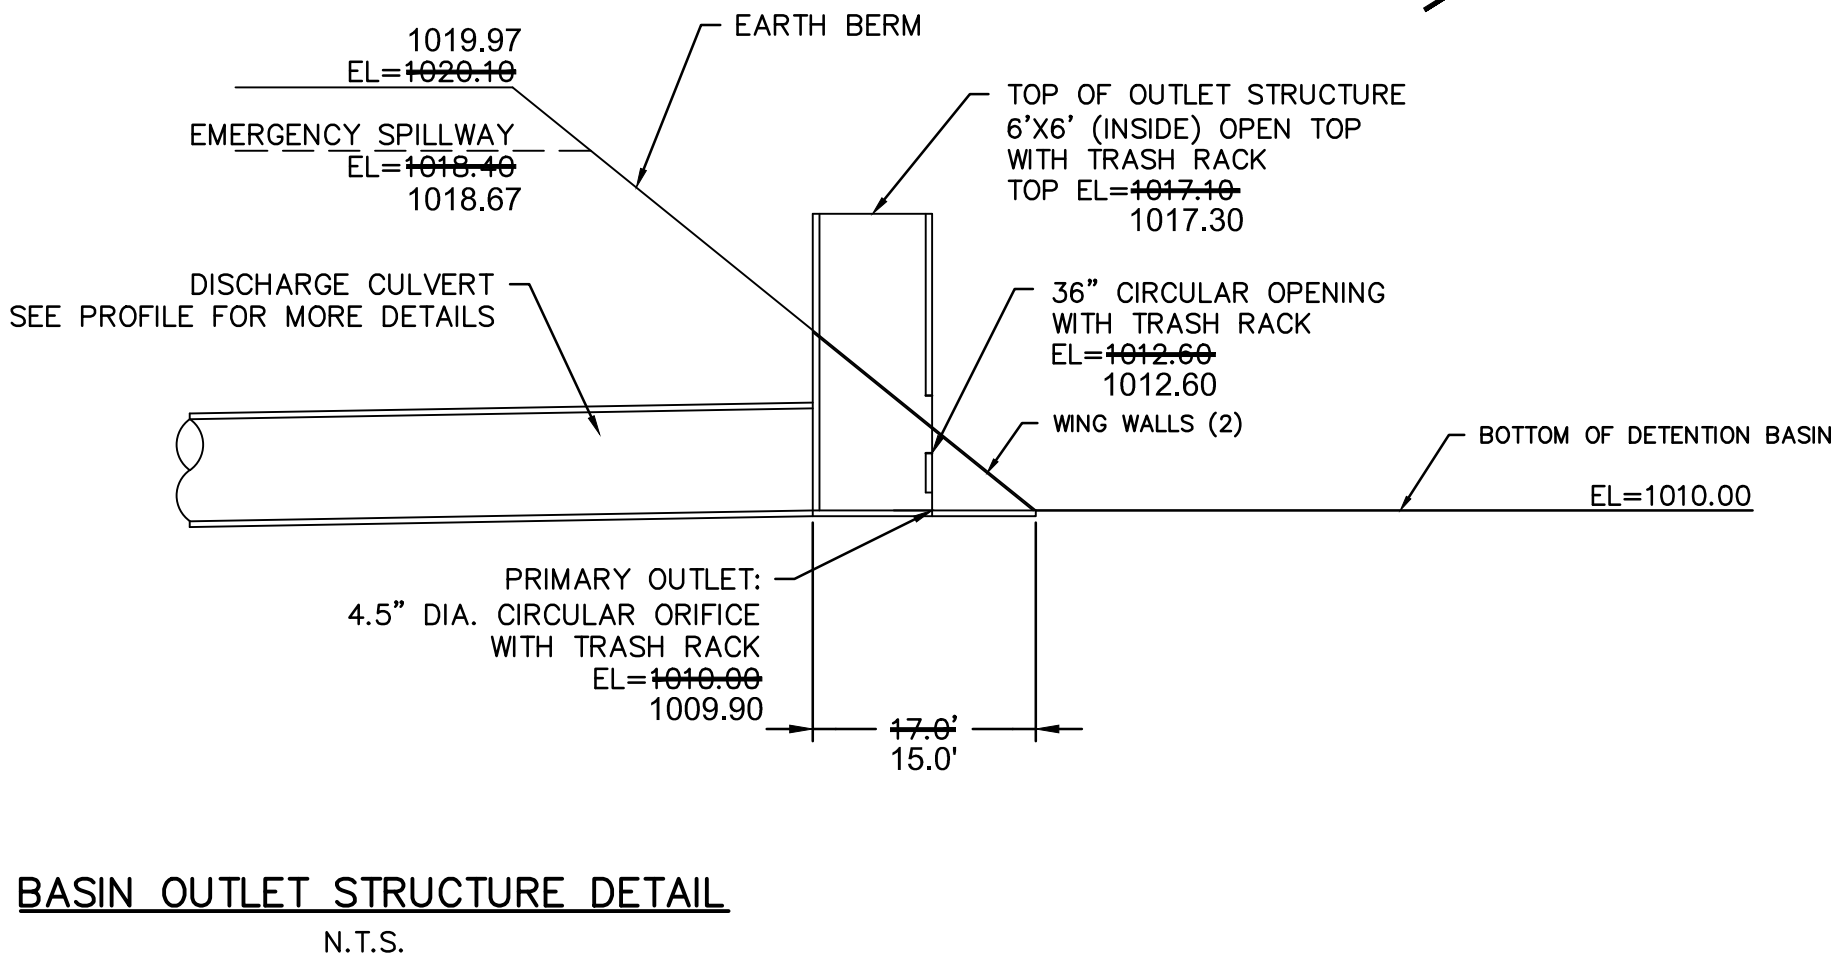 1019.97
EL=1020.10
EARTH BERM
EMERGENCY SPILLWAY
EL=1018.40
1018.67
TOP OF OUTLET STRUCTURE
6'X6' (INSIDE) OPEN TOP
WITH TRASH RACK
TOP EL=1017.10
1017.30
DISCHARGE CULVERT
SEE PROFILE FOR MORE DETAILS
36" CIRCULAR OPENING
WITH TRASH RACK
EL=1012.60
1012.60
WING WALLS (2)
BOTTOM OF DETENTION BASIN
EL=1010.00
PRIMARY OUTLET:
4.5" DIA. CIRCULAR ORIFICE
WITH TRASH RACK
EL=1010.00
1009.90
17.0'
15.0'
BASIN OUTLET STRUCTURE DETAIL
N.T.S.